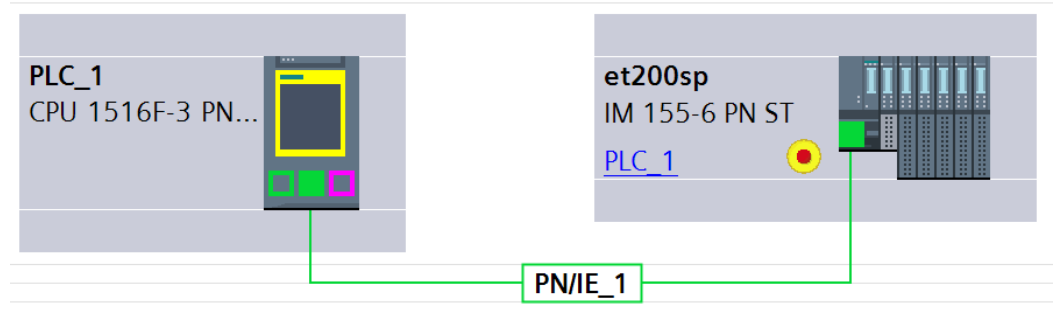 PLC_1
CPU 1516F-3 PN...
et200sp
IM 155-6 PN ST
PLC_1
PN/IE_1